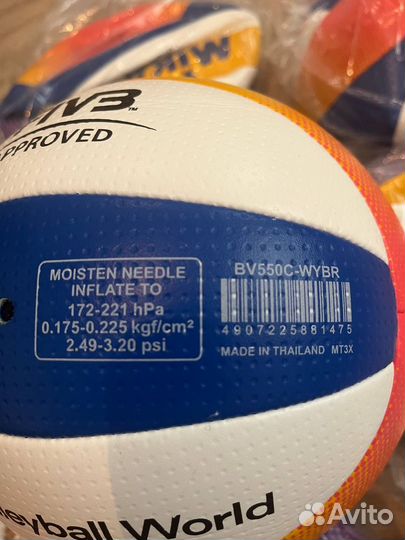 APPROVED
MOISTEN NEEDLE
INFLATE TO
172-221 hPa
0.175-0.225 kgf/cm²
2.49-3.20 psi
BV550C-WYBR
4907225881475
MADE IN THAILAND MT3X
World
Avito